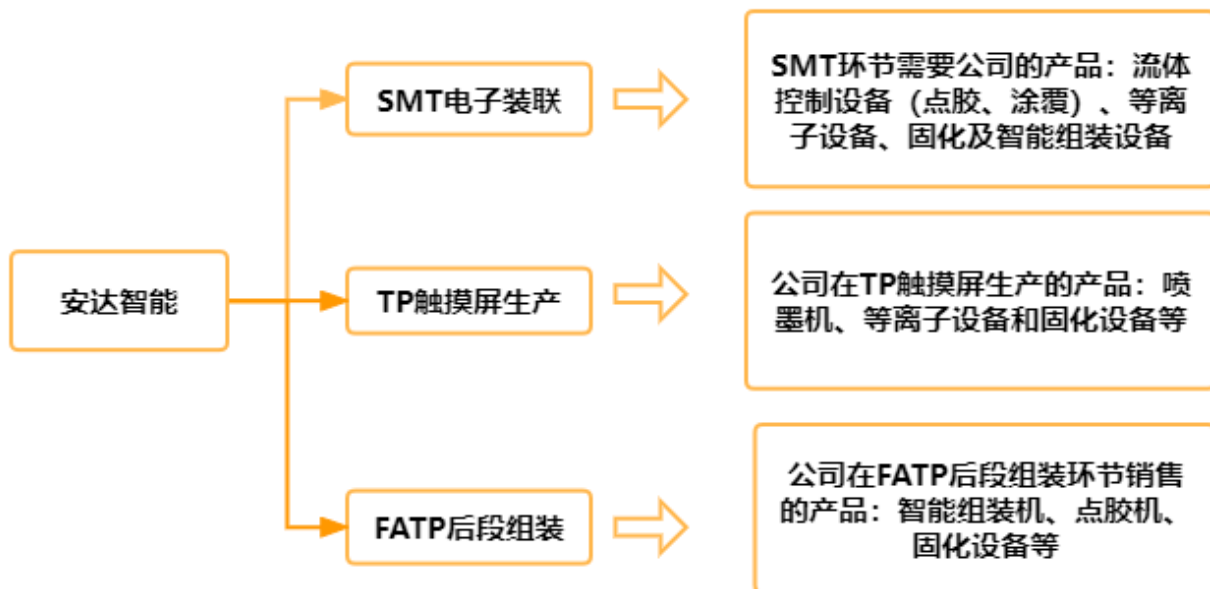 安达智能
SMT电子装联
SMT环节需要公司的产品：流体
控制设备（点胶、涂覆）、等离
子设备、固化及智能组装设备
TP触摸屏生产
公司在TP触摸屏生产的产品：喷
墨机、等离子设备和固化设备等
FATP后段组装
公司在FATP后段组装环节销售
的产品：智能组装机、点胶机、
固化设备等